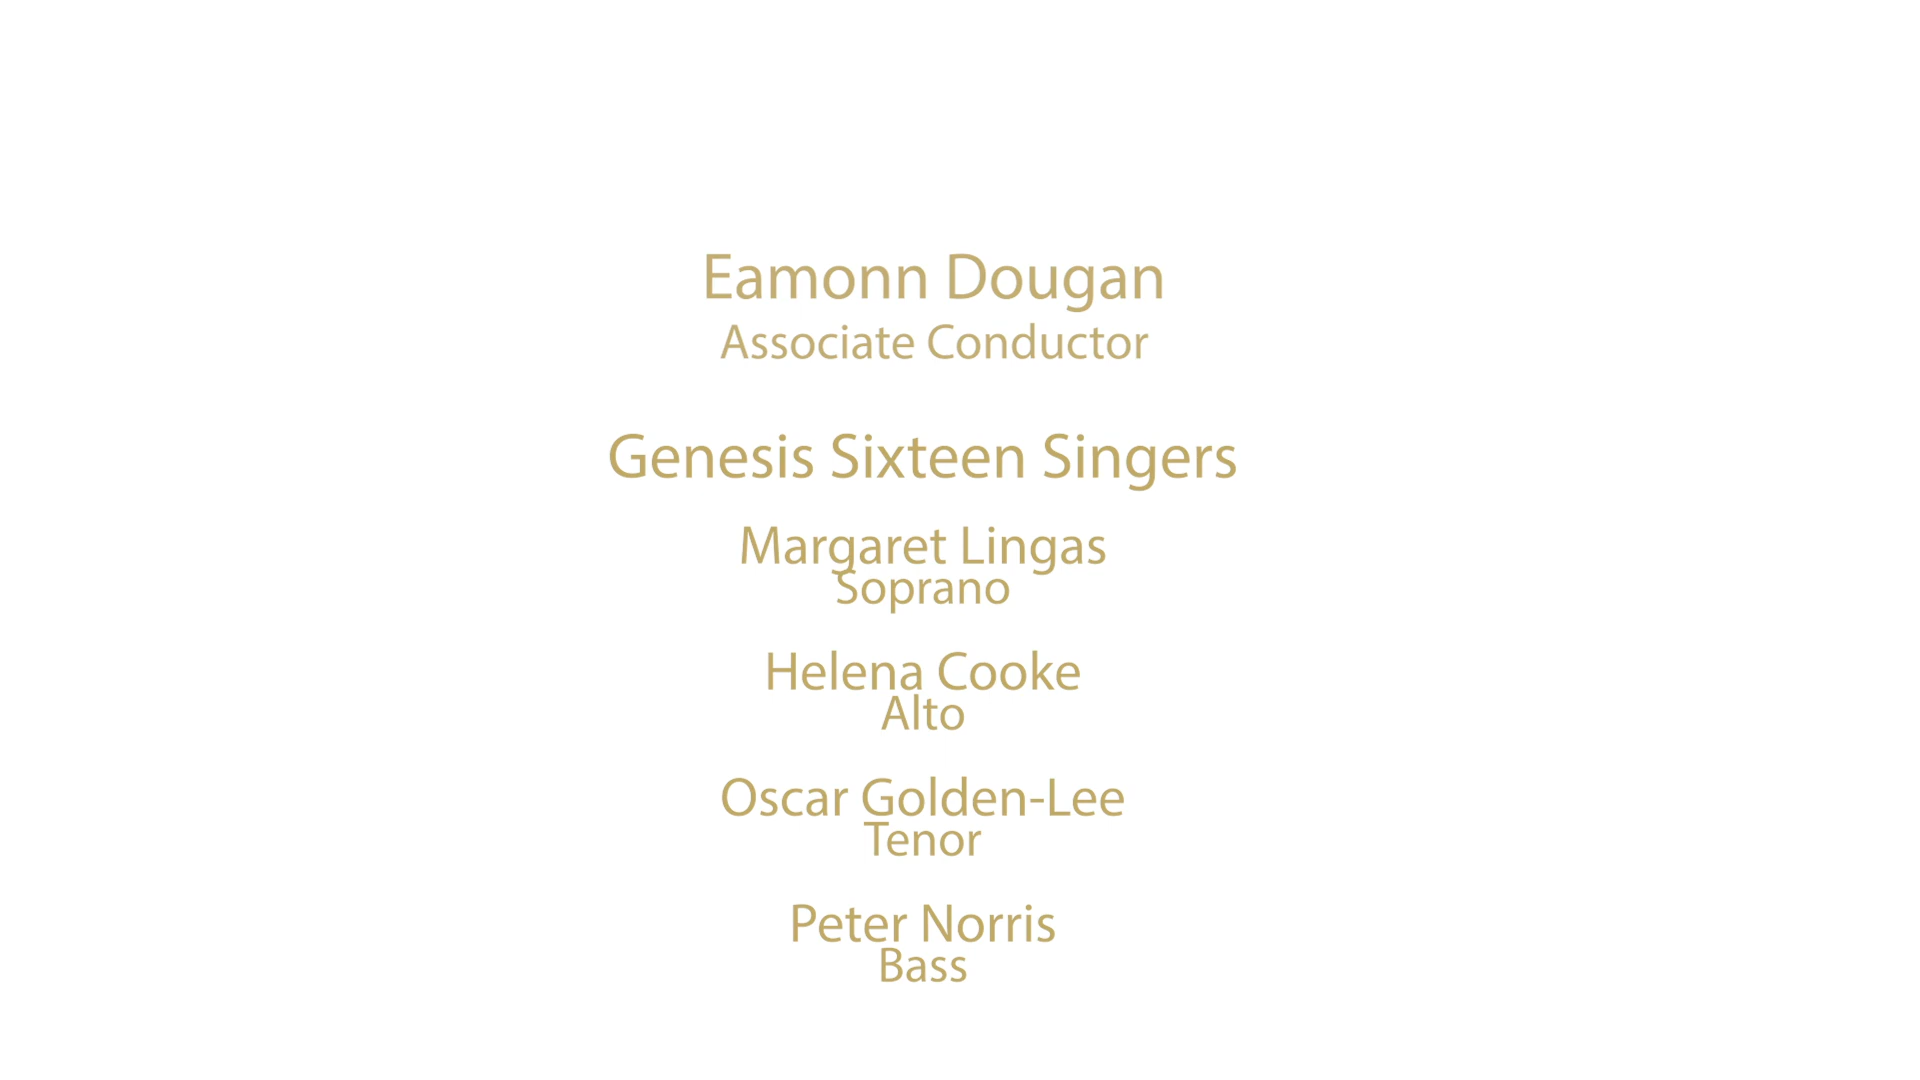 Eamonn Dougan
Associate Conductor
Genesis Sixteen Singers
Margaret Lingas
Soprano
Helena Cooke
Alto
Oscar Golden-Lee
Tenor
Peter Norris
Bass